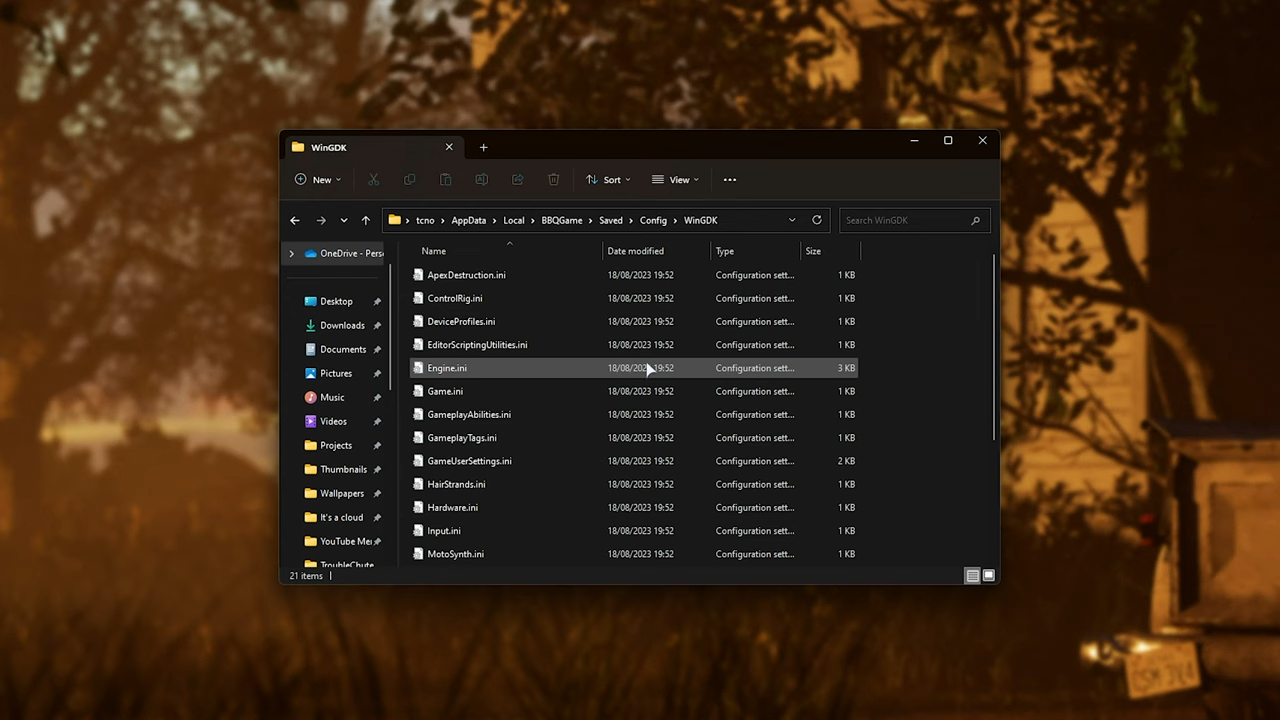 WinGDK
New
Sort
View
tcno > AppData > Local > BBQGame > Saved > Config > WinGDK
Search WinGDK
OneDrive - Pers
Desktop
Downloads
Documents
Pictures
Music
Videos
Projects
Thumbnails
Wallpapers
It's a cloud
YouTube Me
TroubleChute
Name Date modified Type Size
ApexDestruction.ini 18/08/2023 19:52 Configuration sett... 1 KB
ControlRig.ini 18/08/2023 19:52 Configuration sett... 1 KB
DeviceProfiles.ini 18/08/2023 19:52 Configuration sett... 1 KB
EditorScriptingUtilities.ini 18/08/2023 19:52 Configuration sett... 1 KB
Engine.ini 18/08/2023 19:52 Configuration sett... 3 KB
Game.ini 18/08/2023 19:52 Configuration sett... 1 KB
GameplayAbilities.ini 18/08/2023 19:52 Configuration sett... 1 KB
GameplayTags.ini 18/08/2023 19:52 Configuration sett... 1 KB
GameUserSettings.ini 18/08/2023 19:52 Configuration sett... 2 KB
HairStrands.ini 18/08/2023 19:52 Configuration sett... 1 KB
Hardware.ini 18/08/2023 19:52 Configuration sett... 1 KB
Input.ini 18/08/2023 19:52 Configuration sett... 1 KB
MotoSynth.ini 18/08/2023 19:52 Configuration sett... 1 KB
21 items